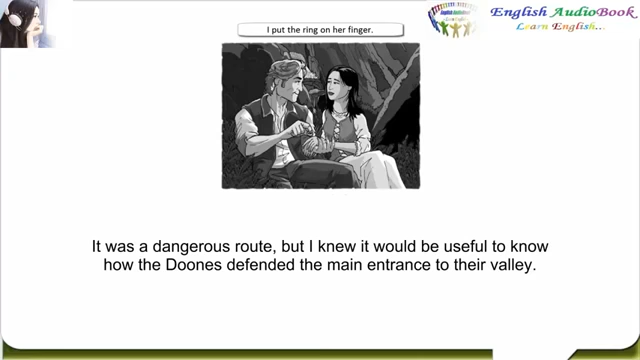 I put the ring on her finger.
English AudioBook
Learn English...
It was a dangerous route, but I knew it would be useful to know
how the Doones defended the main entrance to their valley.